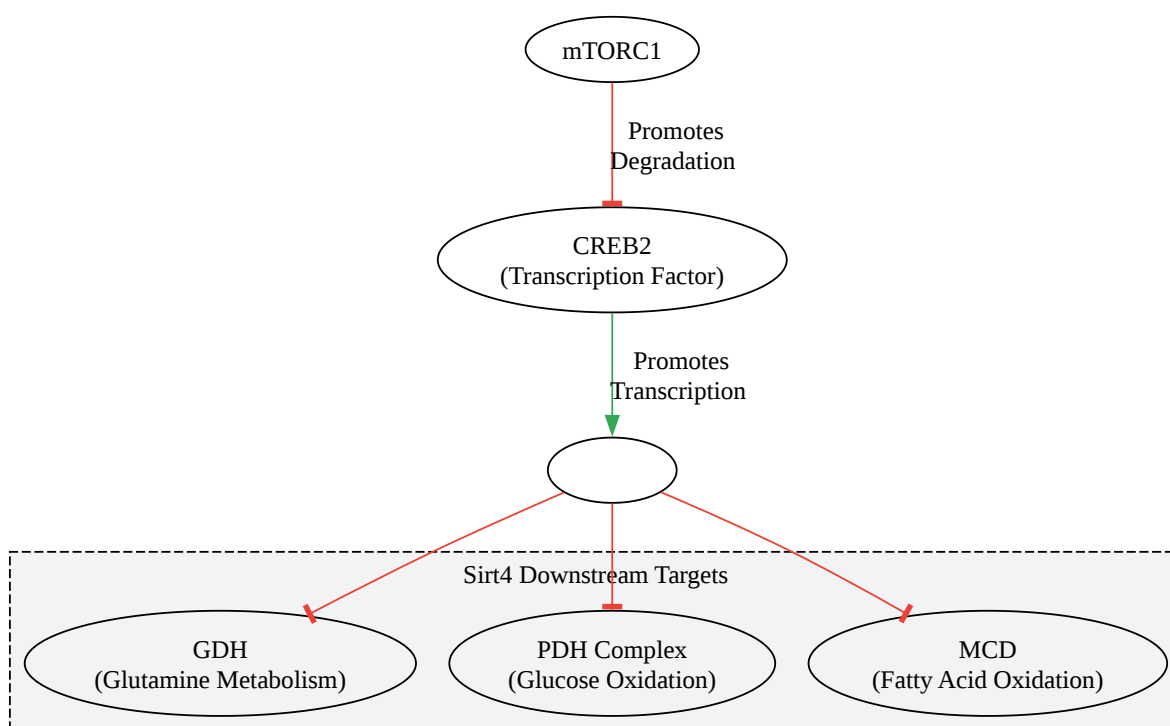 mTORC1
Promotes
Degradation
CREB2
(Transcription Factor)
Promotes
Transcription
Sirt4 Downstream Targets
GDH
(Glutamine Metabolism)
PDH Complex
(Glucose Oxidation)
MCD
(Fatty Acid Oxidation)